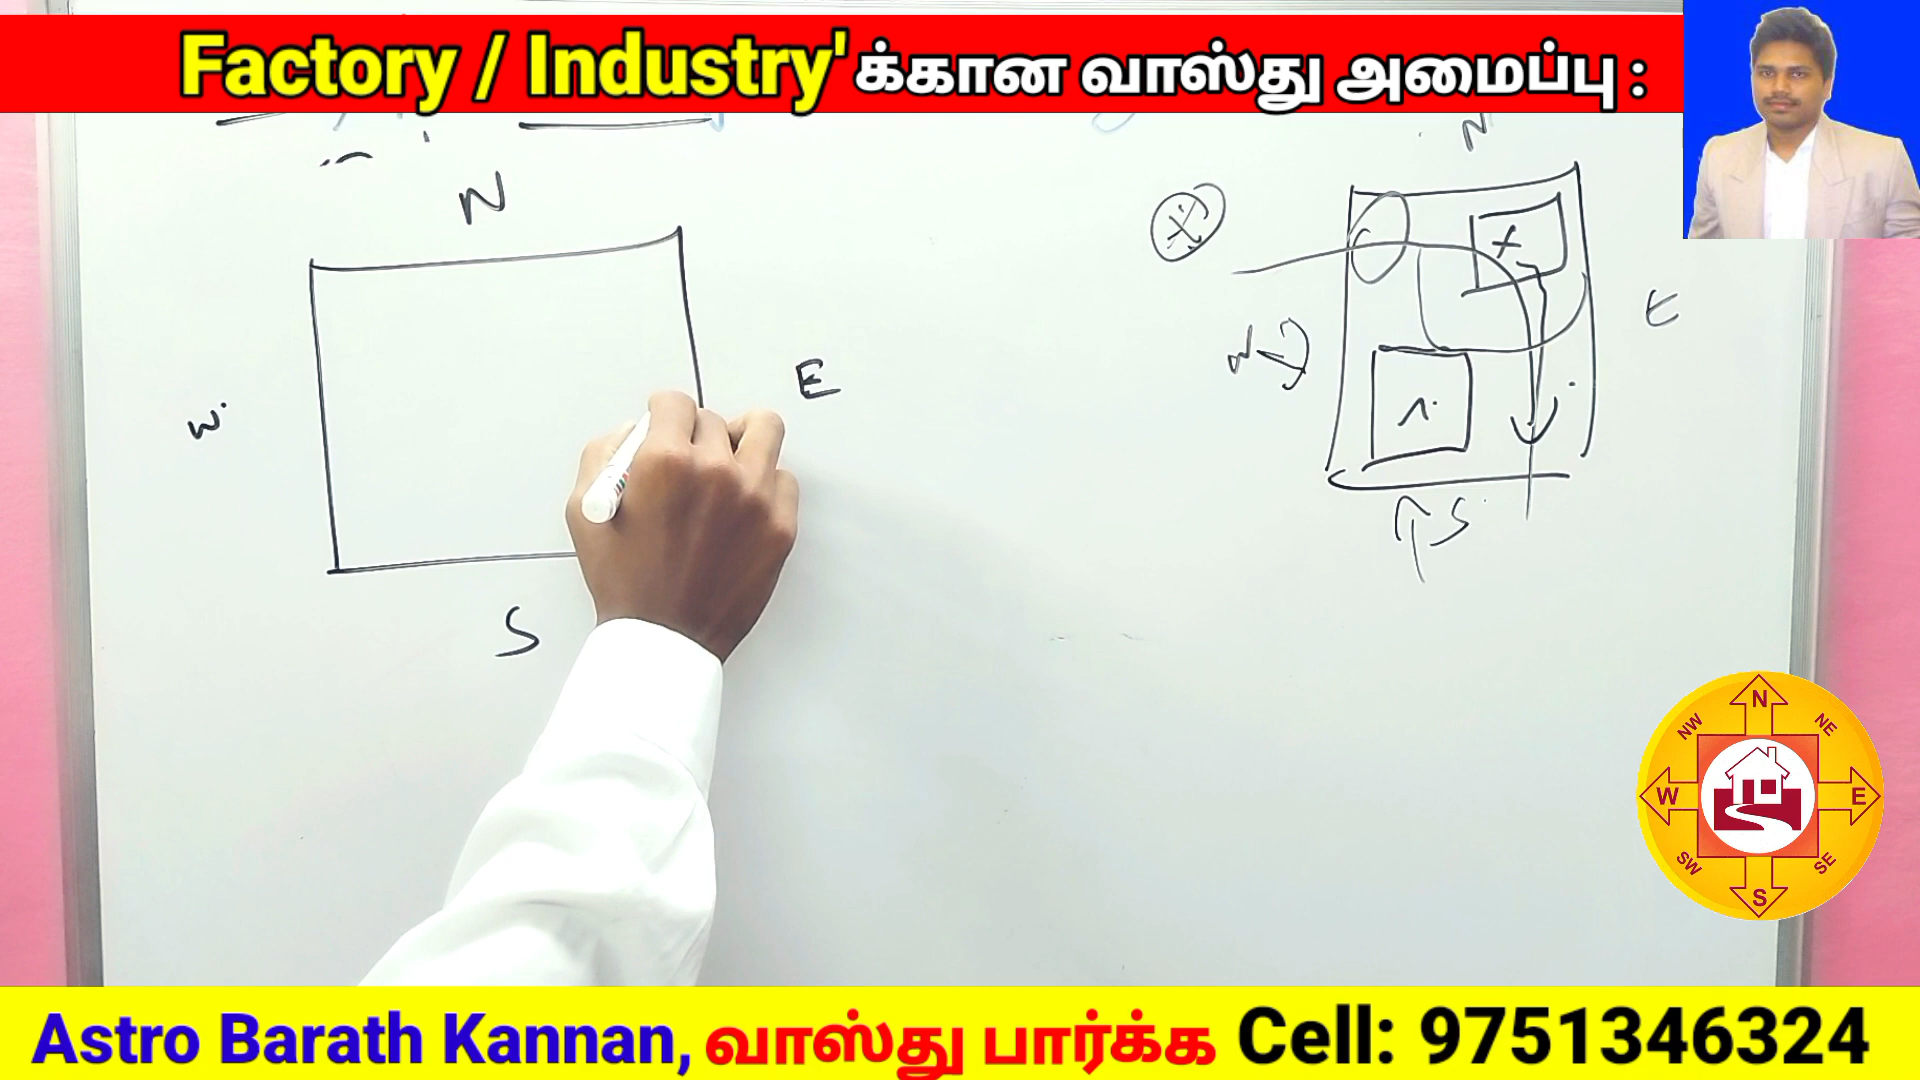 Factory / Industry'க்கான வாஸ்து அமைப்பு :
N
N
X
X
E
E
W
S
S
N
NW
NE
W
E
SW
SE
S
Astro Barath Kannan, வாஸ்து பார்க்க Cell: 9751346324